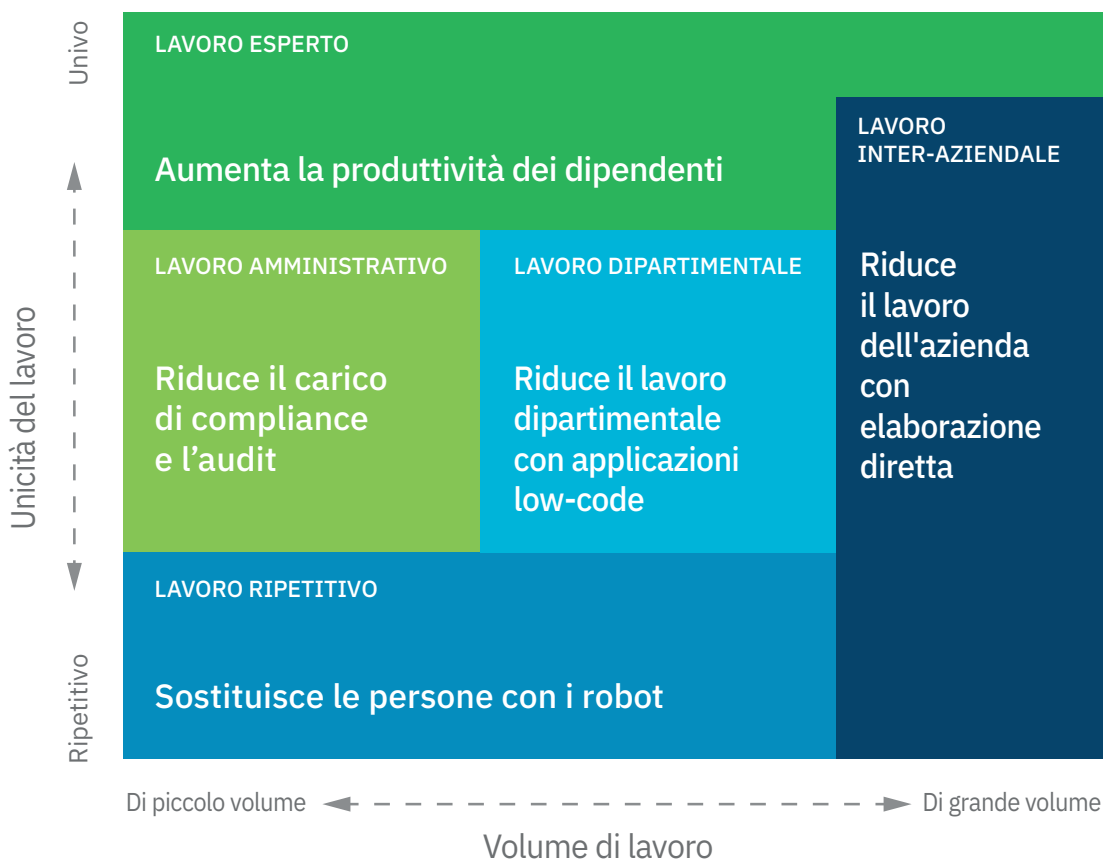 Univo
Unicità del lavoro
Ripetitivo
LAVORO ESPERTO
Aumenta la produttività dei dipendenti
LAVORO
INTER-AZIENDALE
Riduce
il lavoro
dell'azienda
con
elaborazione
diretta
LAVORO AMMINISTRATIVO
Riduce il carico
di compliance
e l’audit
LAVORO DIPARTIMENTALE
Riduce il lavoro
dipartimentale
con applicazioni
low-code
LAVORO RIPETITIVO
Sostituisce le persone con i robot
Di piccolo volume
Di grande volume
Volume di lavoro